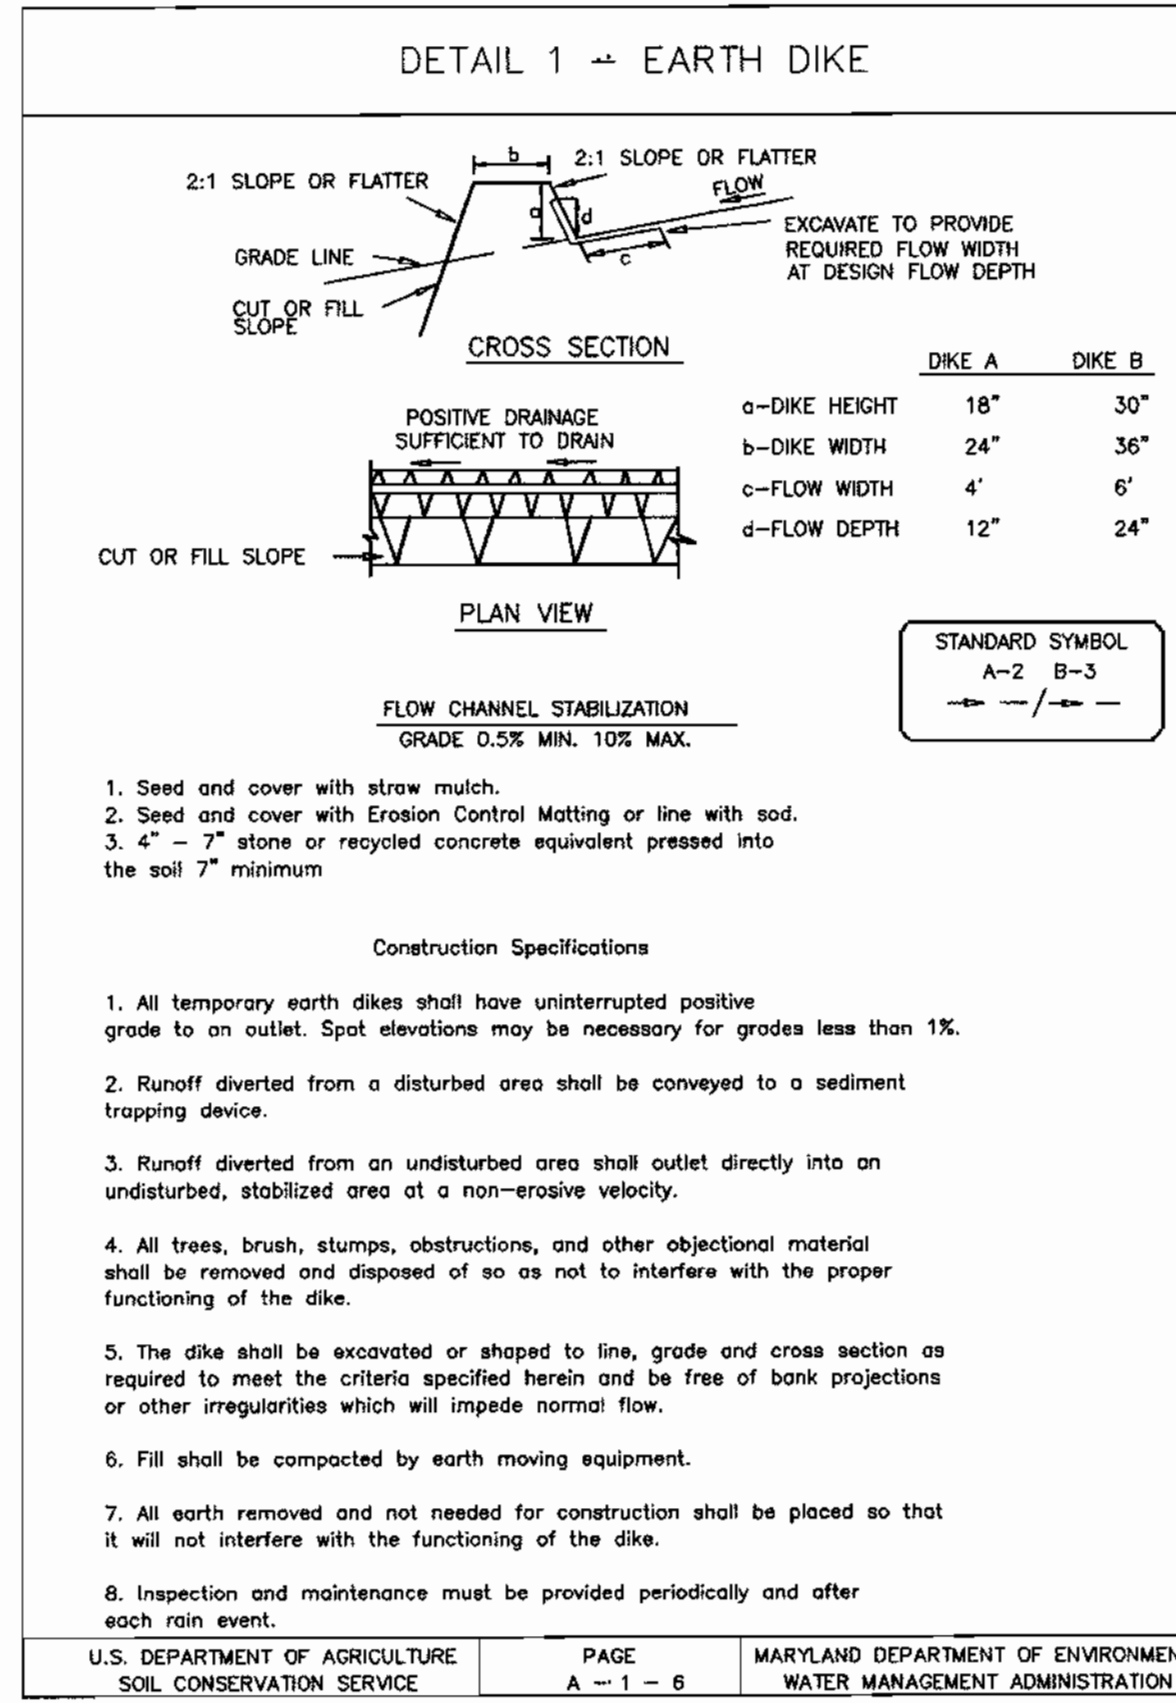 DETAIL 1 - EARTH DIKE
b
2:1 SLOPE OR FLATTER
2:1 SLOPE OR FLATTER
FLOW
a
d
EXCAVATE TO PROVIDE
REQUIRED FLOW WIDTH
AT DESIGN FLOW DEPTH
GRADE LINE
c
CUT OR FILL
SLOPE
CROSS SECTION
DIKE A DIKE B
a-DIKE HEIGHT 18" 30"
b-DIKE WIDTH 24" 36"
c-FLOW WIDTH 4' 6'
d-FLOW DEPTH 12" 24"
POSITIVE DRAINAGE
SUFFICIENT TO DRAIN
CUT OR FILL SLOPE
PLAN VIEW
STANDARD SYMBOL
A-2 B-3
/
FLOW CHANNEL STABILIZATION
GRADE 0.5% MIN. 10% MAX.
1. Seed and cover with straw mulch.
2. Seed and cover with Erosion Control Matting or line with sod.
3. 4" - 7" stone or recycled concrete equivalent pressed into
the soil 7" minimum
Construction Specifications
1. All temporary earth dikes shall have uninterrupted positive
grade to an outlet. Spot elevations may be necessary for grades less than 1%.
2. Runoff diverted from a disturbed area shall be conveyed to a sediment
trapping device.
3. Runoff diverted from an undisturbed area shall outlet directly into an
undisturbed, stabilized area at a non-erosive velocity.
4. All trees, brush, stumps, obstructions, and other objectional material
shall be removed and disposed of so as not to interfere with the proper
functioning of the dike.
5. The dike shall be excavated or shaped to line, grade and cross section as
required to meet the criteria specified herein and be free of bank projections
or other irregularities which will impede normal flow.
6. Fill shall be compacted by earth moving equipment.
7. All earth removed and not needed for construction shall be placed so that
it will not interfere with the functioning of the dike.
8. Inspection and maintenance must be provided periodically and after
each rain event.
U.S. DEPARTMENT OF AGRICULTURE
SOIL CONSERVATION SERVICE
PAGE
A - 1 - 6
MARYLAND DEPARTMENT OF ENVIRONMEN
WATER MANAGEMENT ADMINISTRATION